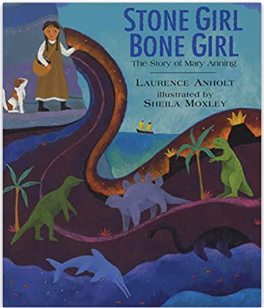 STONE GIRL
BONE GIRL
The Story of Mary Anning
LAURENCE ANHOLT
illustrated by
SHEILA MOXLEY